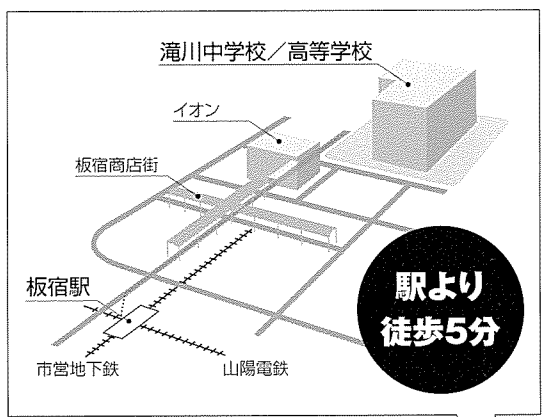 滝川中学校／高等学校
イオン
板宿商店街
板宿駅
駅より
徒歩5分
市営地下鉄
山陽電鉄